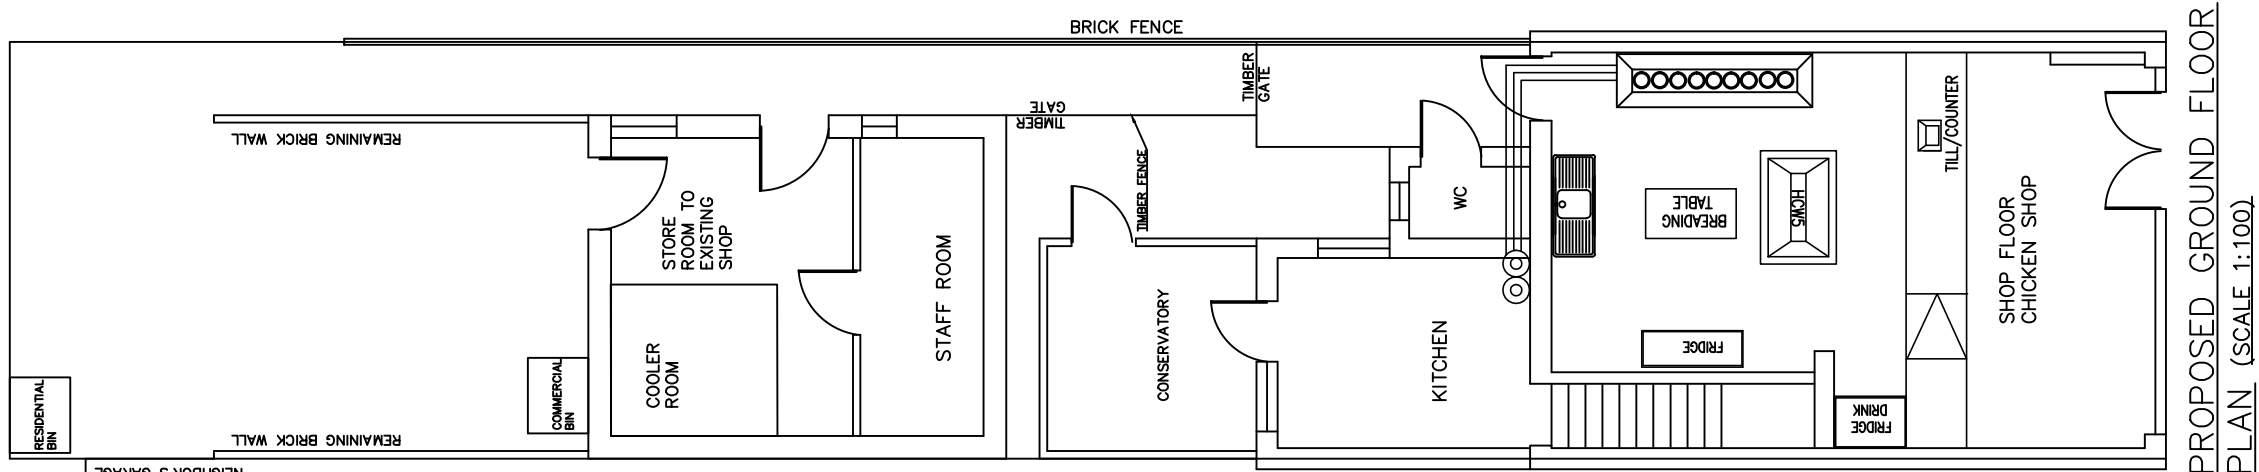 BRICK FENCE
TIMBER
GATE
TIMBER
GATE
REMAINING BRICK WALL
TIMBER FENCE
STORE
ROOM TO
EXISTING
SHOP
STAFF ROOM
WC
BREADING
TABLE
HCW5
TILL/COUNTER
SHOP FLOOR
CHICKEN SHOP
COOLER
ROOM
CONSERVATORY
KITCHEN
FRIDGE
DRINK
FRIDGE
RESIDENTIAL
BIN
COMMERCIAL
BIN
REMAINING BRICK WALL
NEIGHBOR'S GARAGE
PROPOSED GROUND FLOOR
PLAN (SCALE 1:100)